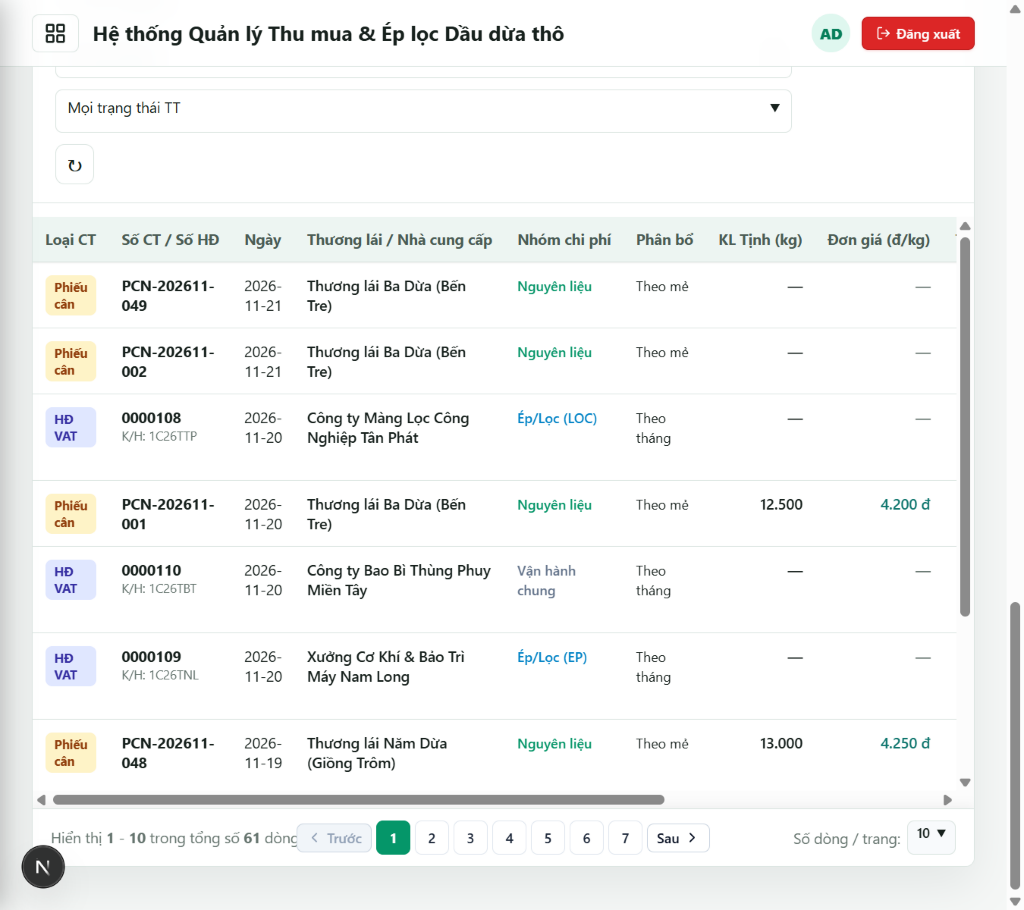 Hệ thống Quản lý Thu mua & Ép lọc Dầu dừa thô
AD
Đăng xuất
Mọi trạng thái TT
Loại CT Số CT / Số HĐ Ngày Thương lái / Nhà cung cấp Nhóm chi phí Phân bổ KL Tịnh (kg) Đơn giá (đ/kg)
Phiếu cân PCN-202611-049 2026-11-21 Thương lái Ba Dừa (Bến Tre) Nguyên liệu Theo mẻ — —
Phiếu cân PCN-202611-002 2026-11-21 Thương lái Ba Dừa (Bến Tre) Nguyên liệu Theo mẻ — —
HĐ VAT 0000108 K/H: 1C26TTP 2026-11-20 Công ty Màng Lọc Công Nghiệp Tân Phát Ép/Lọc (LOC) Theo tháng — —
Phiếu cân PCN-202611-001 2026-11-20 Thương lái Ba Dừa (Bến Tre) Nguyên liệu Theo mẻ 12.500 4.200 đ
HĐ VAT 0000110 K/H: 1C26TBT 2026-11-20 Công ty Bao Bì Thùng Phuy Miền Tây Vận hành chung Theo tháng — —
HĐ VAT 0000109 K/H: 1C26TNL 2026-11-20 Xưởng Cơ Khí & Bảo Trì Máy Nam Long Ép/Lọc (EP) Theo tháng — —
Phiếu cân PCN-202611-048 2026-11-19 Thương lái Năm Dừa (Giồng Trôm) Nguyên liệu Theo mẻ 13.000 4.250 đ
Hiển thị 1 - 10 trong tổng số 61 dòng Trước 1 2 3 4 5 6 7 Sau Số dòng / trang: 10
N